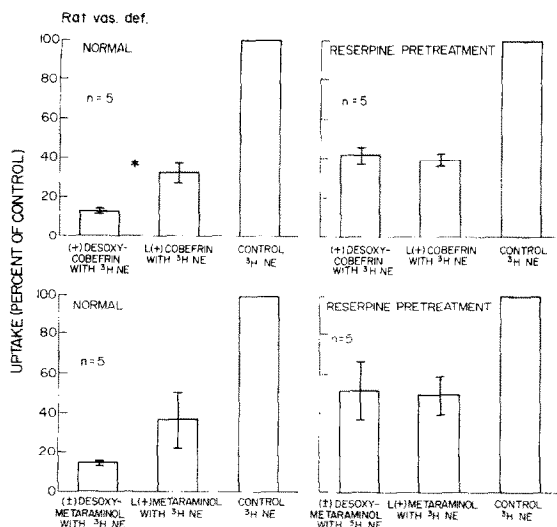 Rat vas. def.
UPTAKE (PERCENT OF CONTROL)
100
80
60
40
20
0
NORMAL
n = 5
*
(+) DESOXY-
COBEFRIN
WITH ³H NE
L(+) COBEFRIN
WITH ³H NE
CONTROL
³H NE
RESERPINE PRETREATMENT
n = 5
(+) DESOXY-
COBEFRIN
WITH ³H NE
L(+) COBEFRIN
WITH ³H NE
CONTROL
³H NE
100
80
60
40
20
0
NORMAL
n = 5
(±) DESOXY-
METARAMINOL
WITH ³H NE
L(+) METARAMINOL
WITH ³H NE
CONTROL
³H NE
RESERPINE PRETREATMENT
n=5
(±) DESOXY-
METARAMINOL
WITH ³H NE
L(+) METARAMINOL
WITH ³H NE
CONTROL
³H NE